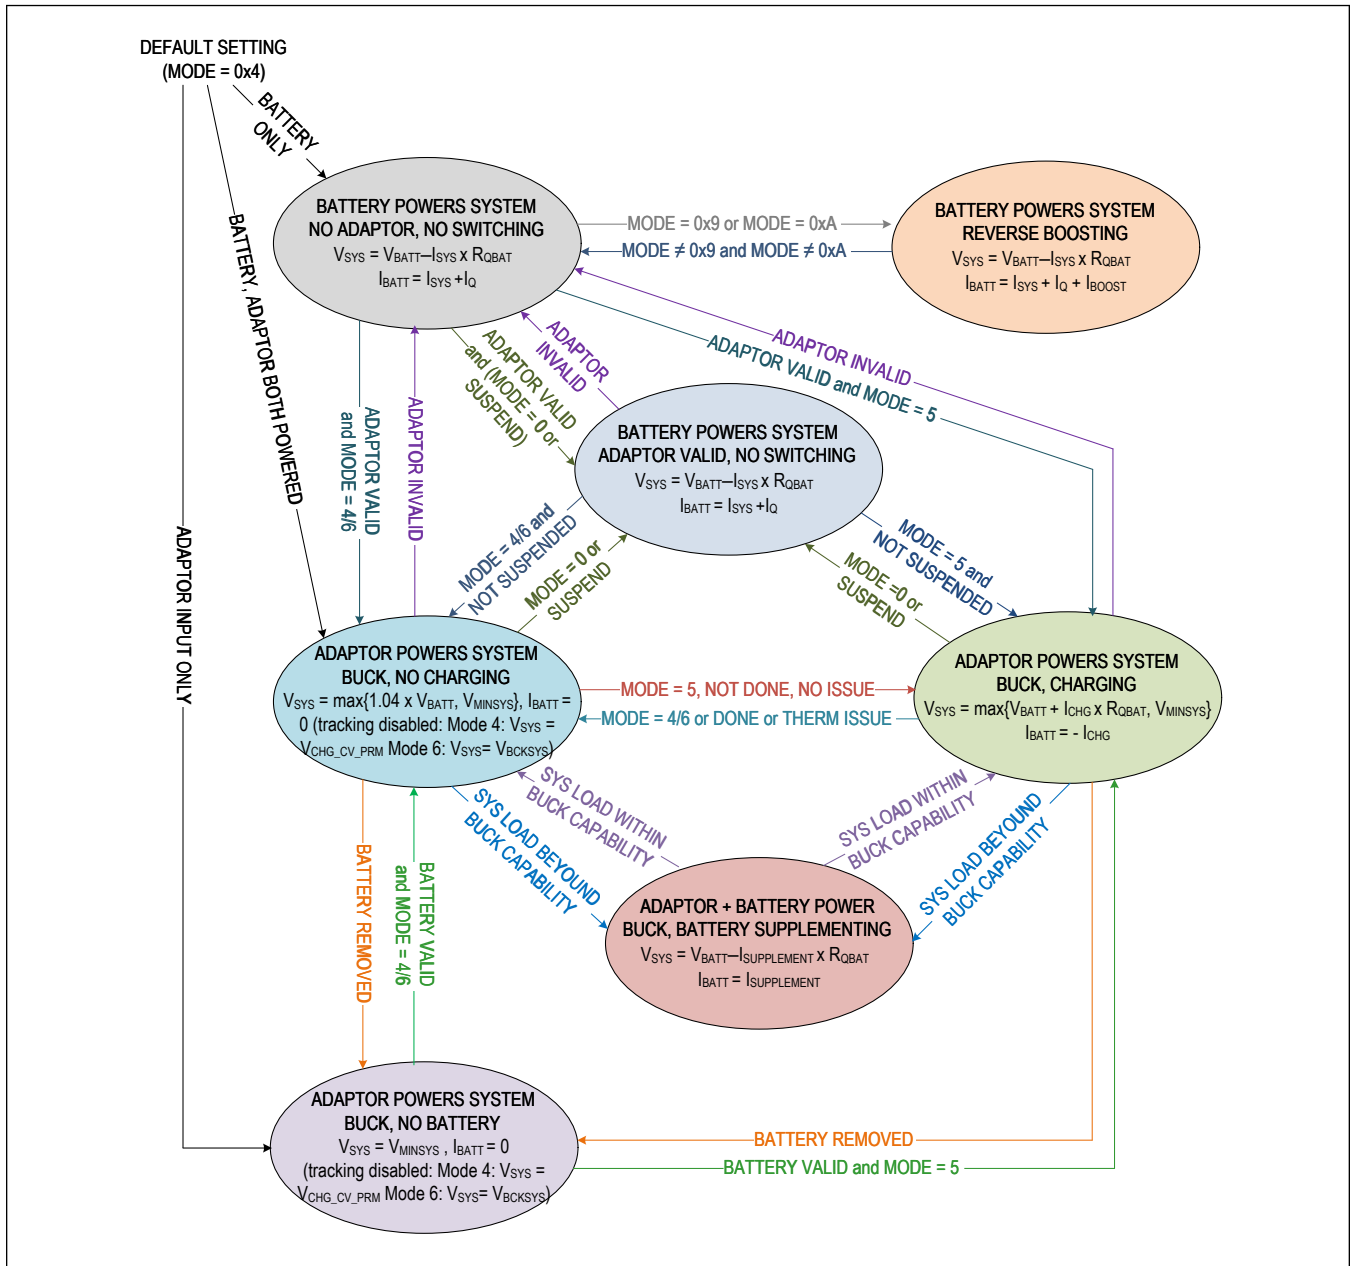 DEFAULT SETTING
(MODE = 0x4)
BATTERY
ONLY
BATTERY, ADAPTOR BOTH POWERED
ADAPTOR INPUT ONLY
BATTERY POWERS SYSTEM
NO ADAPTOR, NO SWITCHING
VSYS = VBATT–ISYS x RQBAT
IBATT = ISYS +IQ
MODE = 0x9 or MODE = 0xA
MODE ≠ 0x9 and MODE ≠ 0xA
BATTERY POWERS SYSTEM
REVERSE BOOSTING
VSYS = VBATT–ISYS x RQBAT
IBATT = ISYS + IQ + IBOOST
ADAPTOR VALID
and MODE = 4/6
ADAPTOR INVALID
ADAPTOR VALID
and (MODE = 0 or
SUSPEND)
ADAPTOR
INVALID
ADAPTOR INVALID
ADAPTOR VALID and MODE = 5
BATTERY POWERS SYSTEM
ADAPTOR VALID, NO SWITCHING
VSYS = VBATT–ISYS x RQBAT
IBATT = ISYS +IQ
MODE = 4/6 and
NOT SUSPENDED
MODE = 0 or
SUSPEND
MODE = 5 and
NOT SUSPENDED
MODE =0 or
SUSPEND
ADAPTOR POWERS SYSTEM
BUCK, NO CHARGING
VSYS = max{1.04 x VBATT, VMINSYS}, IBATT =
0 (tracking disabled: Mode 4: VSYS =
VCHG_CV_PRM Mode 6: VSYS= VBCKSYS)
MODE = 5, NOT DONE, NO ISSUE
MODE = 4/6 or DONE or THERM ISSUE
ADAPTOR POWERS SYSTEM
BUCK, CHARGING
VSYS = max{VBATT + ICHG x RQBAT, VMINSYS}
IBATT = - ICHG
SYS LOAD WITHIN
BUCK CAPABILITY
SYS LOAD BEYOUND
BUCK CAPABILITY
SYS LOAD WITHIN
BUCK CAPABILITY
SYS LOAD BEYOUND
BUCK CAPABILITY
BATTERY REMOVED
BATTERY VALID
and MODE = 4/6
ADAPTOR + BATTERY POWER
BUCK, BATTERY SUPPLEMENTING
VSYS = VBATT–ISUPPLEMENT x RQBAT
IBATT = ISUPPLEMENT
ADAPTOR POWERS SYSTEM
BUCK, NO BATTERY
VSYS = VMINSYS , IBATT = 0
(tracking disabled: Mode 4: VSYS =
VCHG_CV_PRM Mode 6: VSYS= VBCKSYS)
BATTERY REMOVED
BATTERY VALID and MODE = 5